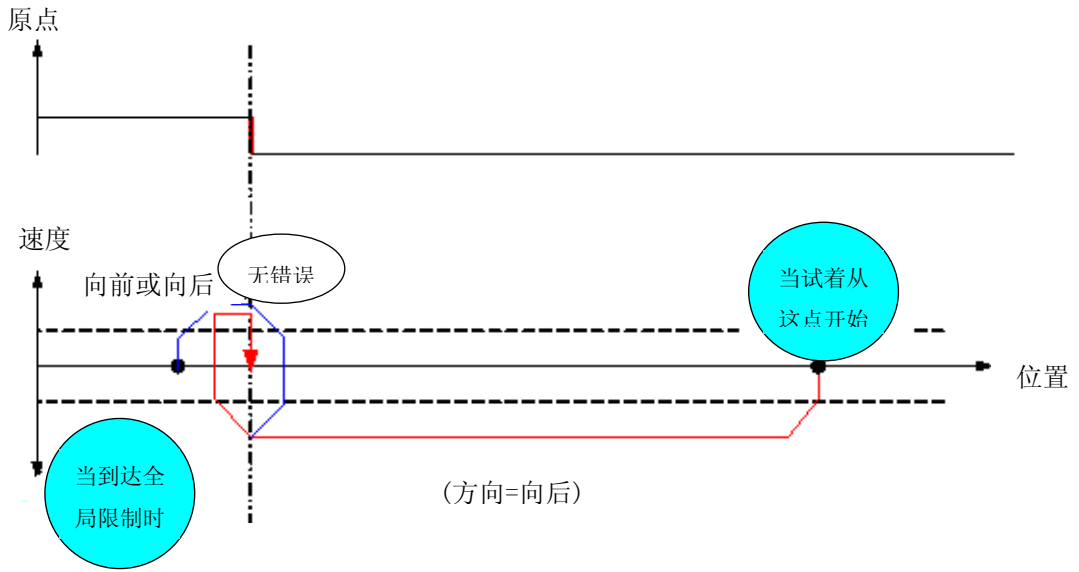 原点
速度
向前或向后
无错误
当试着从
这点开始
位置
当到达全
局限制时
(方向=向后)